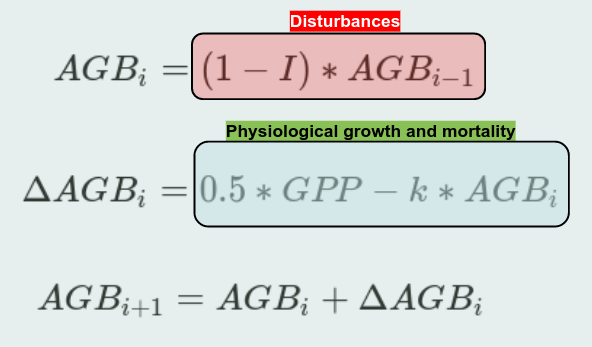 Disturbances
AGB_i = (1 − I) * AGB_{i−1}
Physiological growth and mortality
ΔAGB_i = 0.5 * GPP − k * AGB_i
AGB_{i+1} = AGB_i + ΔAGB_i